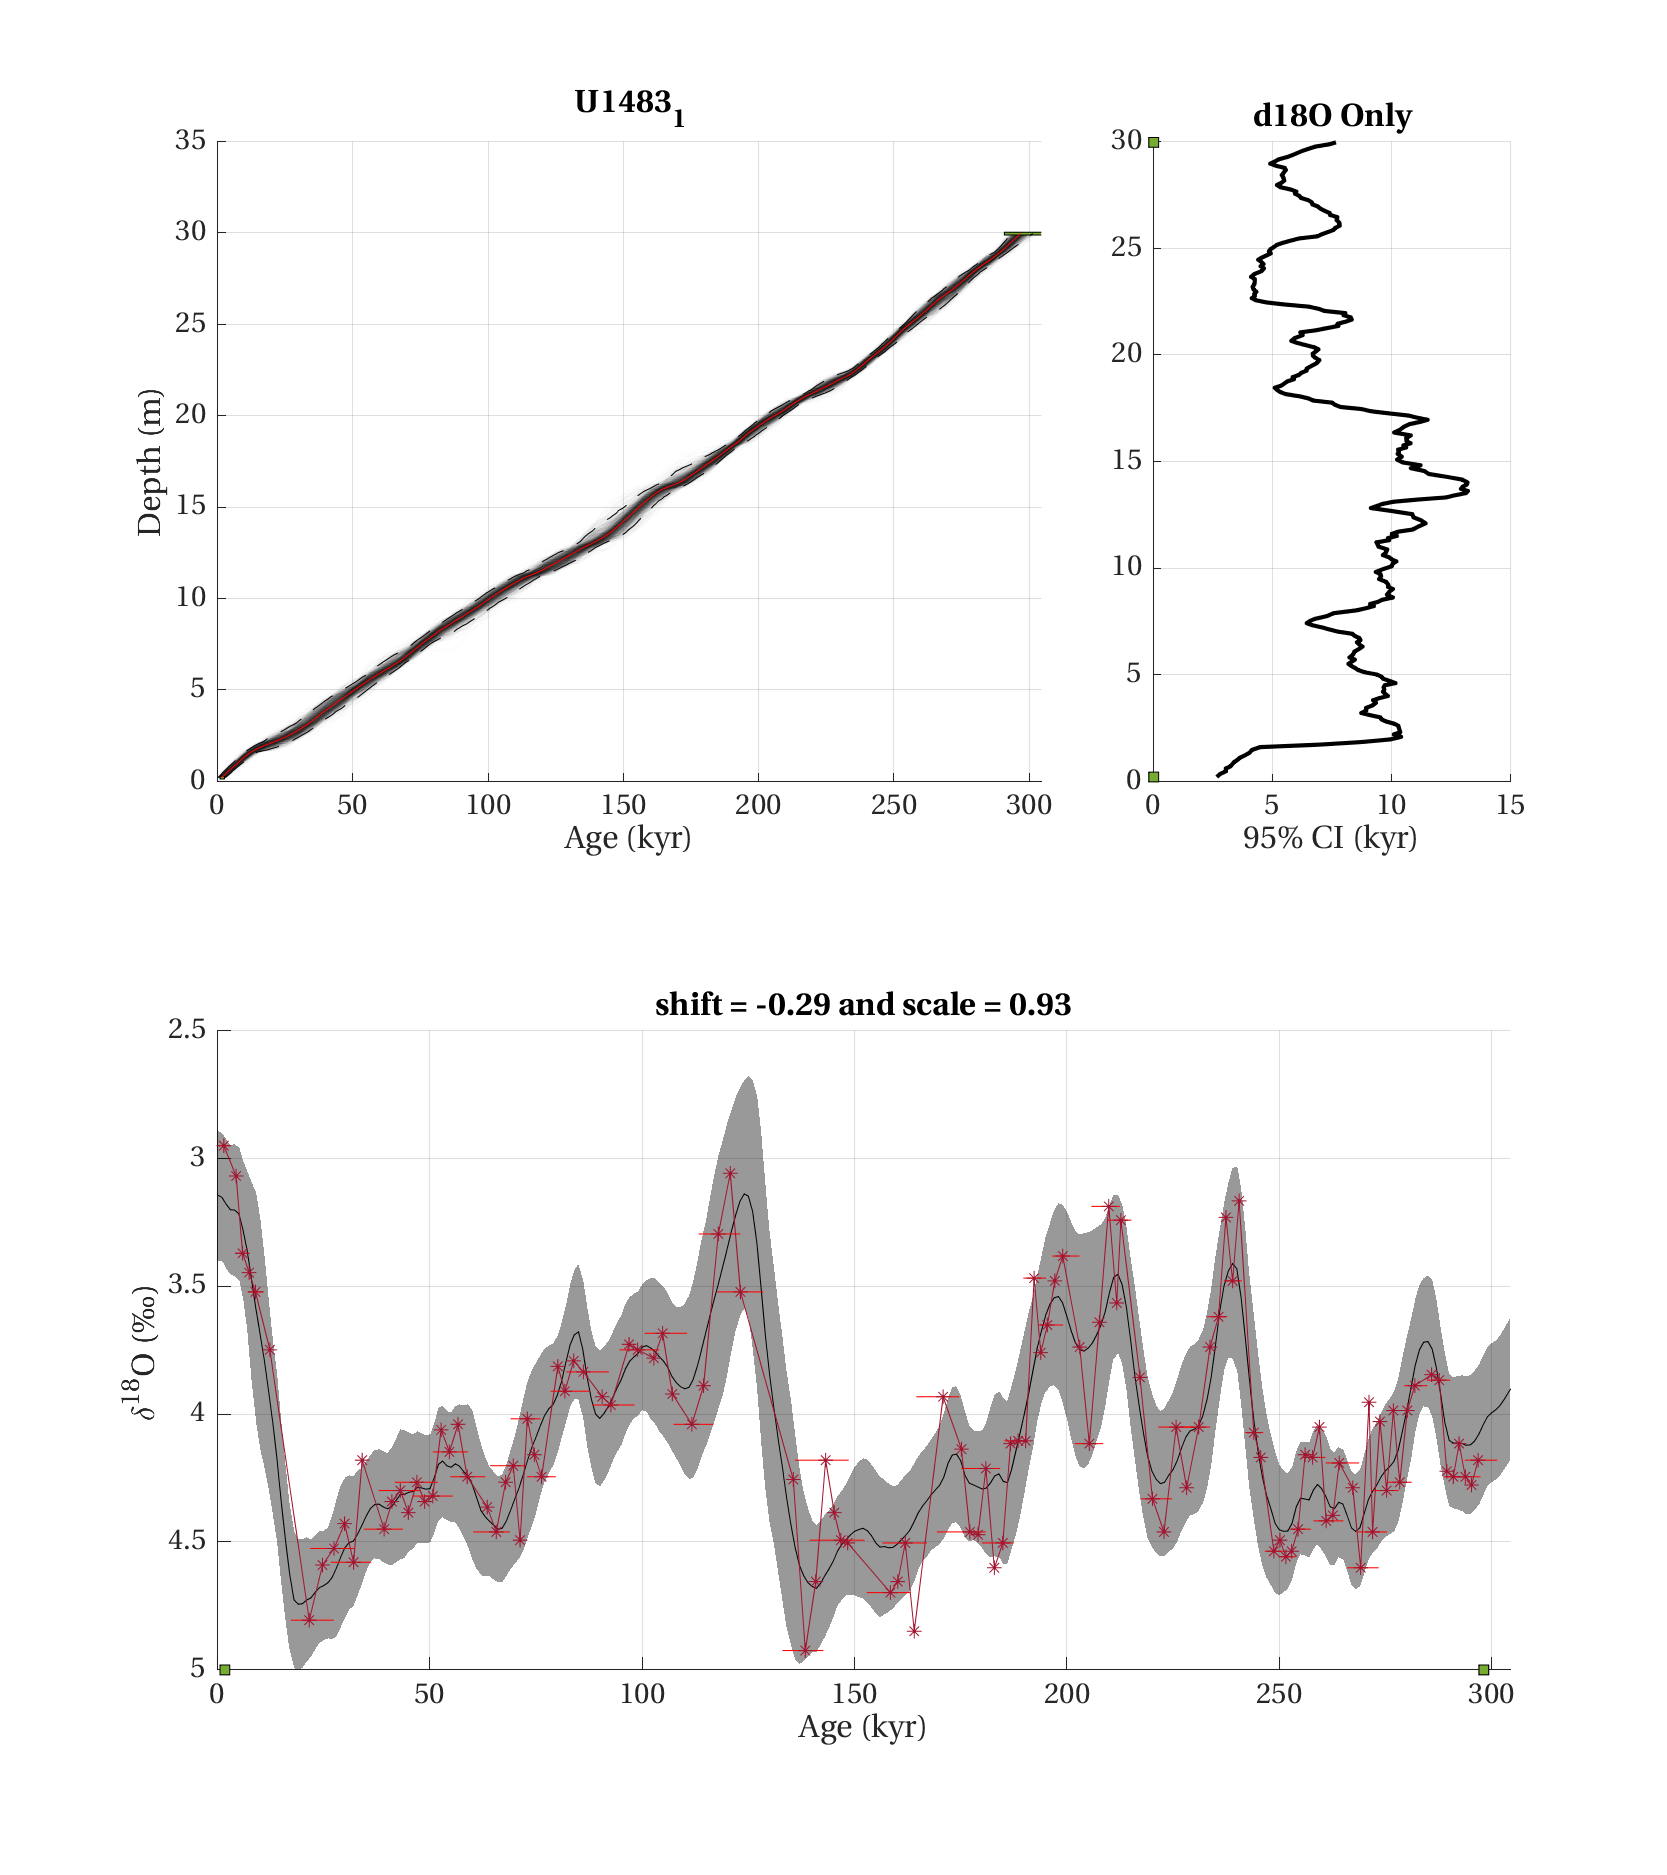 U1483₁
35
30
25
20
15
10
5
0
Depth (m)
0 50 100 150 200 250 300
Age (kyr)
d18O Only
30
25
20
15
10
5
0
0 5 10 15
95% CI (kyr)
shift = -0.29 and scale = 0.93
2.5
3
3.5
4
4.5
5
δ¹⁸O (‰)
0 50 100 150 200 250 300
Age (kyr)